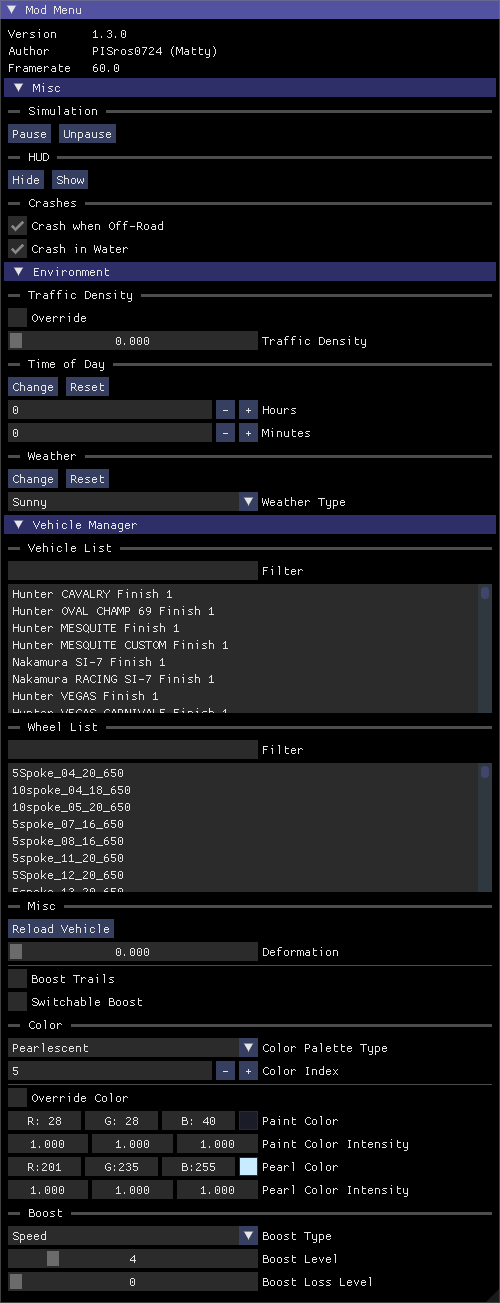 Mod Menu
Version 1.3.0
Author PISros0724 (Matty)
Framerate 60.0
Misc
Simulation
Pause Unpause
HUD
Hide Show
Crashes
Crash when Off-Road
Crash in Water
Environment
Traffic Density
Override
0.000 Traffic Density
Time of Day
Change Reset
0 - + Hours
0 - + Minutes
Weather
Change Reset
Sunny Weather Type
Vehicle Manager
Vehicle List
Filter
Hunter CAVALRY Finish 1
Hunter OVAL CHAMP 69 Finish 1
Hunter MESQUITE Finish 1
Hunter MESQUITE CUSTOM Finish 1
Nakamura SI-7 Finish 1
Nakamura RACING SI-7 Finish 1
Hunter VEGAS Finish 1
Hunter VEGAS CARNIVALE Finish 1
Wheel List
Filter
5Spoke_04_20_650
10spoke_04_18_650
10spoke_05_20_650
5spoke_07_16_650
5spoke_08_16_650
5spoke_11_20_650
5Spoke_12_20_650
5spoke_13_20_650
Misc
Reload Vehicle
0.000 Deformation
Boost Trails
Switchable Boost
Color
Pearlescent Color Palette Type
5 - + Color Index
Override Color
R: 28 G: 28 B: 40 Paint Color
1.000 1.000 1.000 Paint Color Intensity
R:201 G:235 B:255 Pearl Color
1.000 1.000 1.000 Pearl Color Intensity
Boost
Speed Boost Type
4 Boost Level
0 Boost Loss Level